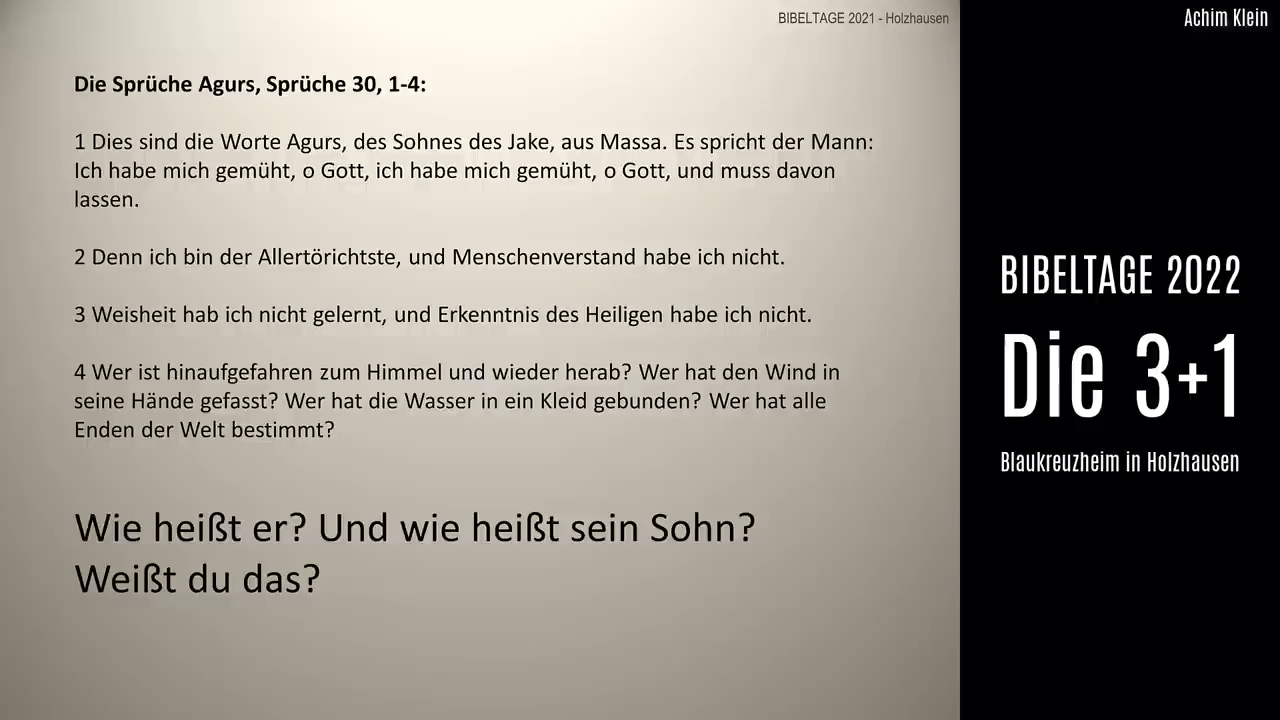 BIBELTAGE 2021 - Holzhausen
Achim Klein
Die Sprüche Agurs, Sprüche 30, 1-4:
1 Dies sind die Worte Agurs, des Sohnes des Jake, aus Massa. Es spricht der Mann:
Ich habe mich gemüht, o Gott, ich habe mich gemüht, o Gott, und muss davon
lassen.
2 Denn ich bin der Allertörichtste, und Menschenverstand habe ich nicht.
3 Weisheit hab ich nicht gelernt, und Erkenntnis des Heiligen habe ich nicht.
4 Wer ist hinaufgefahren zum Himmel und wieder herab? Wer hat den Wind in
seine Hände gefasst? Wer hat die Wasser in ein Kleid gebunden? Wer hat alle
Enden der Welt bestimmt?
Wie heißt er? Und wie heißt sein Sohn?
Weißt du das?
BIBELTAGE 2022
Die 3+1
Blaukreuzheim in Holzhausen